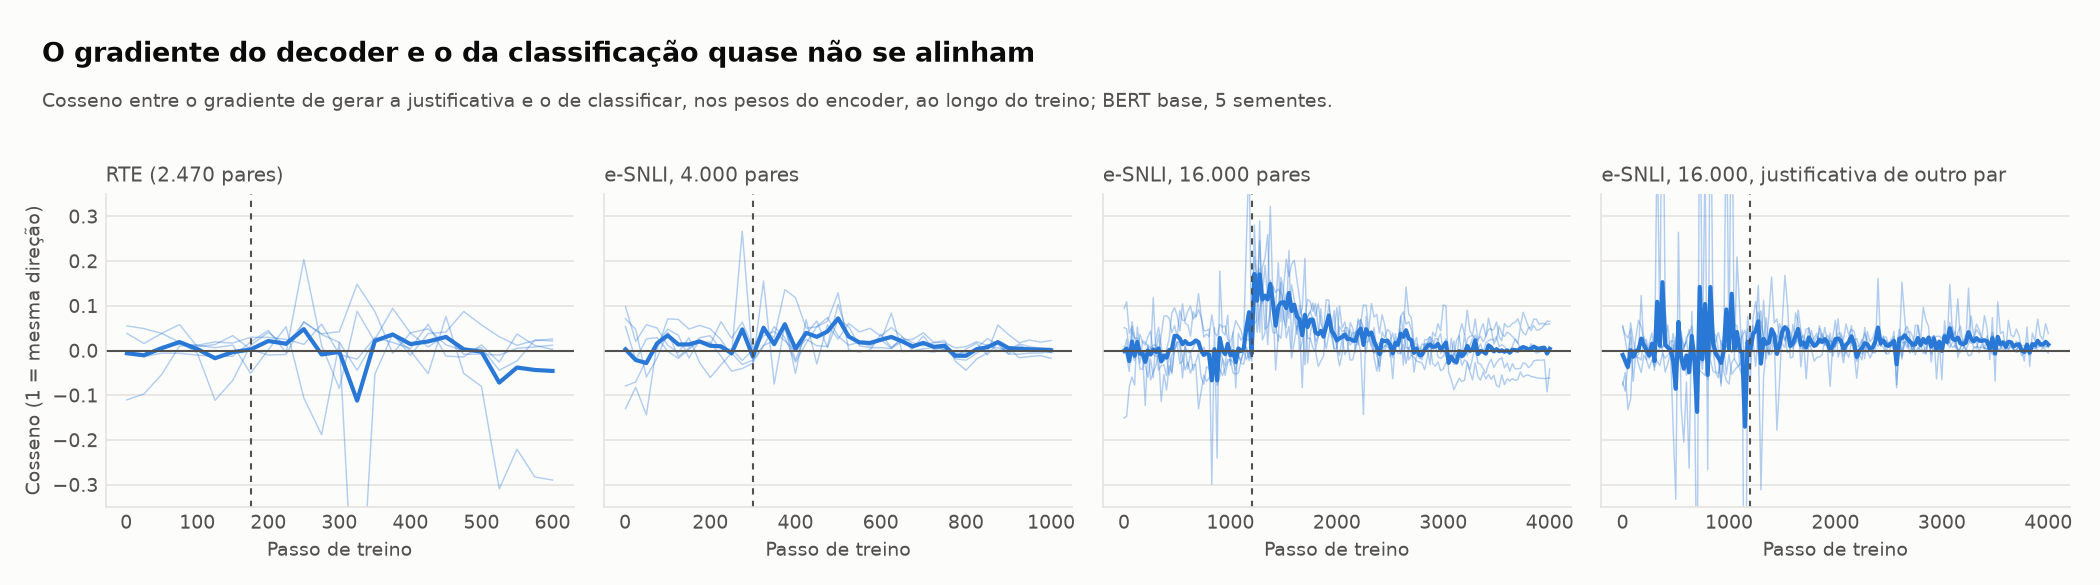 O gradiente do decoder e o da classificação quase não se alinham
Cosseno entre o gradiente de gerar a justificativa e o de classificar, nos pesos do encoder, ao longo do treino; BERT base, 5 sementes.
RTE (2.470 pares)
e-SNLI, 4.000 pares
e-SNLI, 16.000 pares
e-SNLI, 16.000, justificativa de outro par
Cosseno (1 = mesma direção)
0.3
0.2
0.1
0.0
−0.1
−0.2
−0.3
0 100 200 300 400 500 600
0 200 400 600 800 1000
0 1000 2000 3000 4000
0 1000 2000 3000 4000
Passo de treino
Passo de treino
Passo de treino
Passo de treino